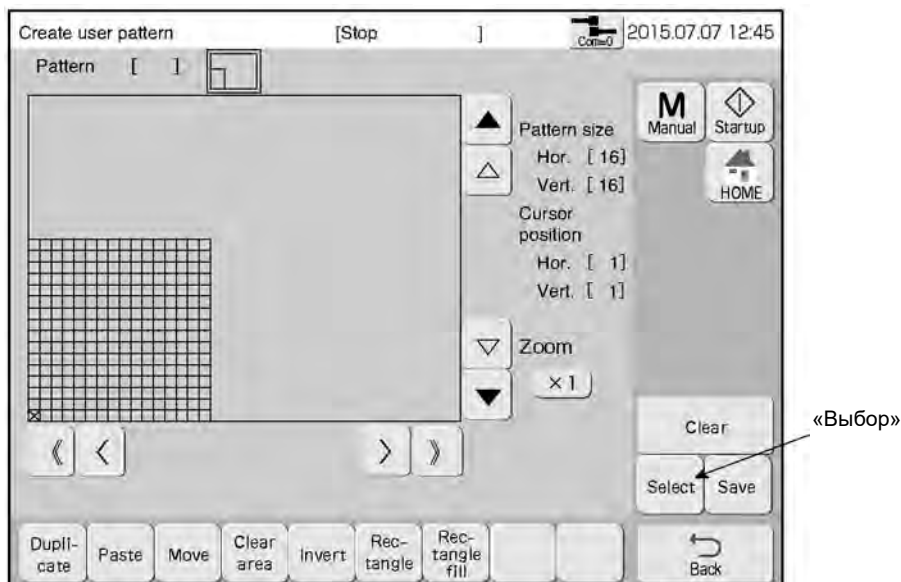 Create user pattern [Stop ] Com=0 2015.07.07 12:45
Pattern [ ]
M
Manual
Startup
HOME
Pattern size
Hor. [ 16]
Vert. [ 16]
Cursor
position
Hor. [ 1]
Vert. [ 1]
Zoom
×1
Clear
«Выбор»
Select
Save
Dupli-
cate
Paste
Move
Clear
area
Invert
Rec-
tangle
Rec-
tangle
fill
Back